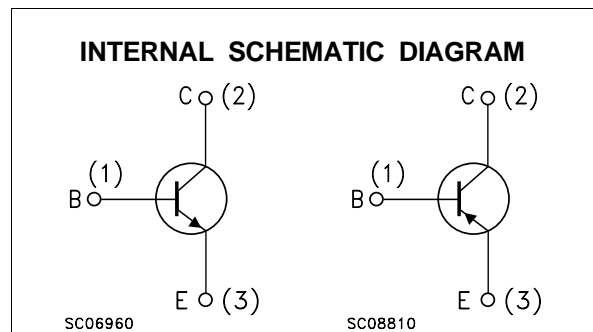 INTERNAL SCHEMATIC DIAGRAM
C (2)
C (2)
(1)
(1)
B
B
E (3)
E (3)
SC06960
SC08810